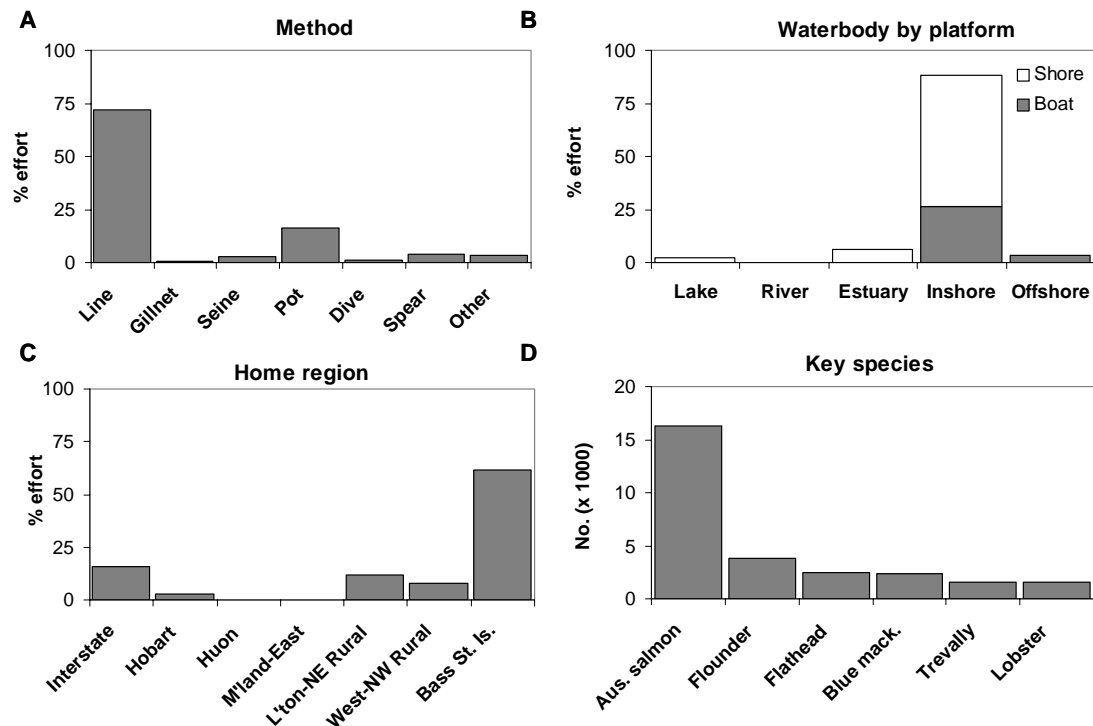 A
Method
100
75
50
25
0
% effort
Line
Gillnet
Seine
Pot
Dive
Spear
Other
B
Waterbody by platform
100
75
50
25
0
% effort
Shore
Boat
Lake
River
Estuary
Inshore
Offshore
C
Home region
100
75
50
25
0
% effort
Interstate
Hobart
Huon
M'land-East
L'ton-NE Rural
West-NW Rural
Bass St. Is.
D
Key species
20
15
10
5
0
No. (x 1000)
Aus. salmon
Flounder
Flathead
Blue mack.
Trevally
Lobster